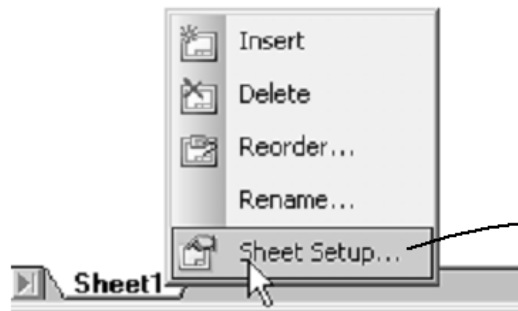 Insert
Delete
Reorder...
Rename...
Sheet Setup...
Sheet1